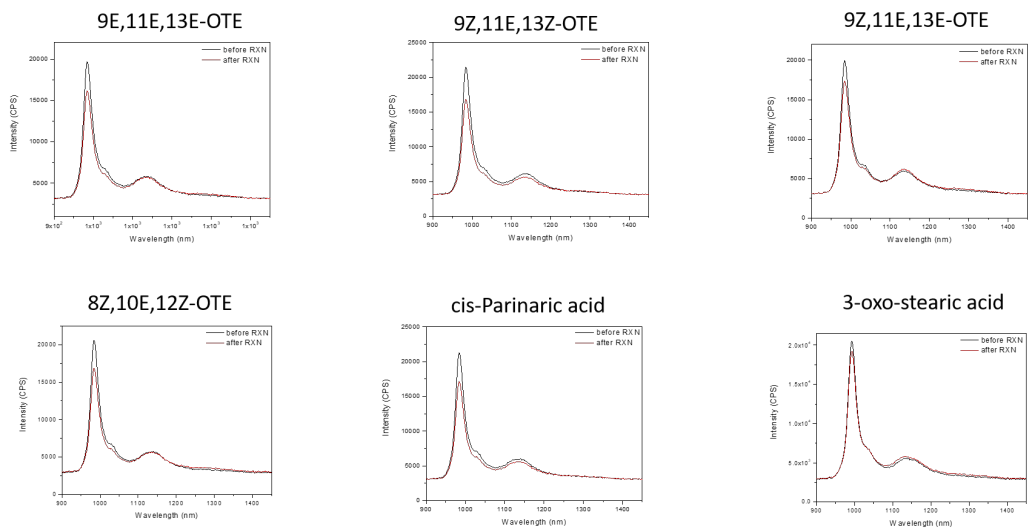 9E,11E,13E-OTE
before RXN
after RXN
20000
15000
10000
5000
Intensity (CPS)
9x10²
1x10³
1x10³
1x10³
1x10³
1x10³
Wavelength (nm)
9Z,11E,13Z-OTE
before RXN
after RXN
25000
20000
15000
10000
5000
0
Intensity (CPS)
900
1000
1100
1200
1300
1400
Wavelength (nm)
9Z,11E,13E-OTE
before RXN
after RXN
20000
15000
10000
5000
0
Intensity (CPS)
900
1000
1100
1200
1300
1400
Wavelength (nm)
8Z,10E,12Z-OTE
before RXN
after RXN
20000
15000
10000
5000
0
Intensity (CPS)
900
1000
1100
1200
1300
1400
Wavelength (nm)
cis-Parinaric acid
before RXN
after RXN
25000
20000
15000
10000
5000
0
Intensity (CPS)
900
1000
1100
1200
1300
1400
Wavelength (nm)
3-oxo-stearic acid
before RXN
after RXN
2.0x10⁴
1.5x10⁴
1.0x10⁴
5.0x10³
0.0
Intensity (CPS)
900
1000
1100
1200
1300
1400
Wavelength (nm)